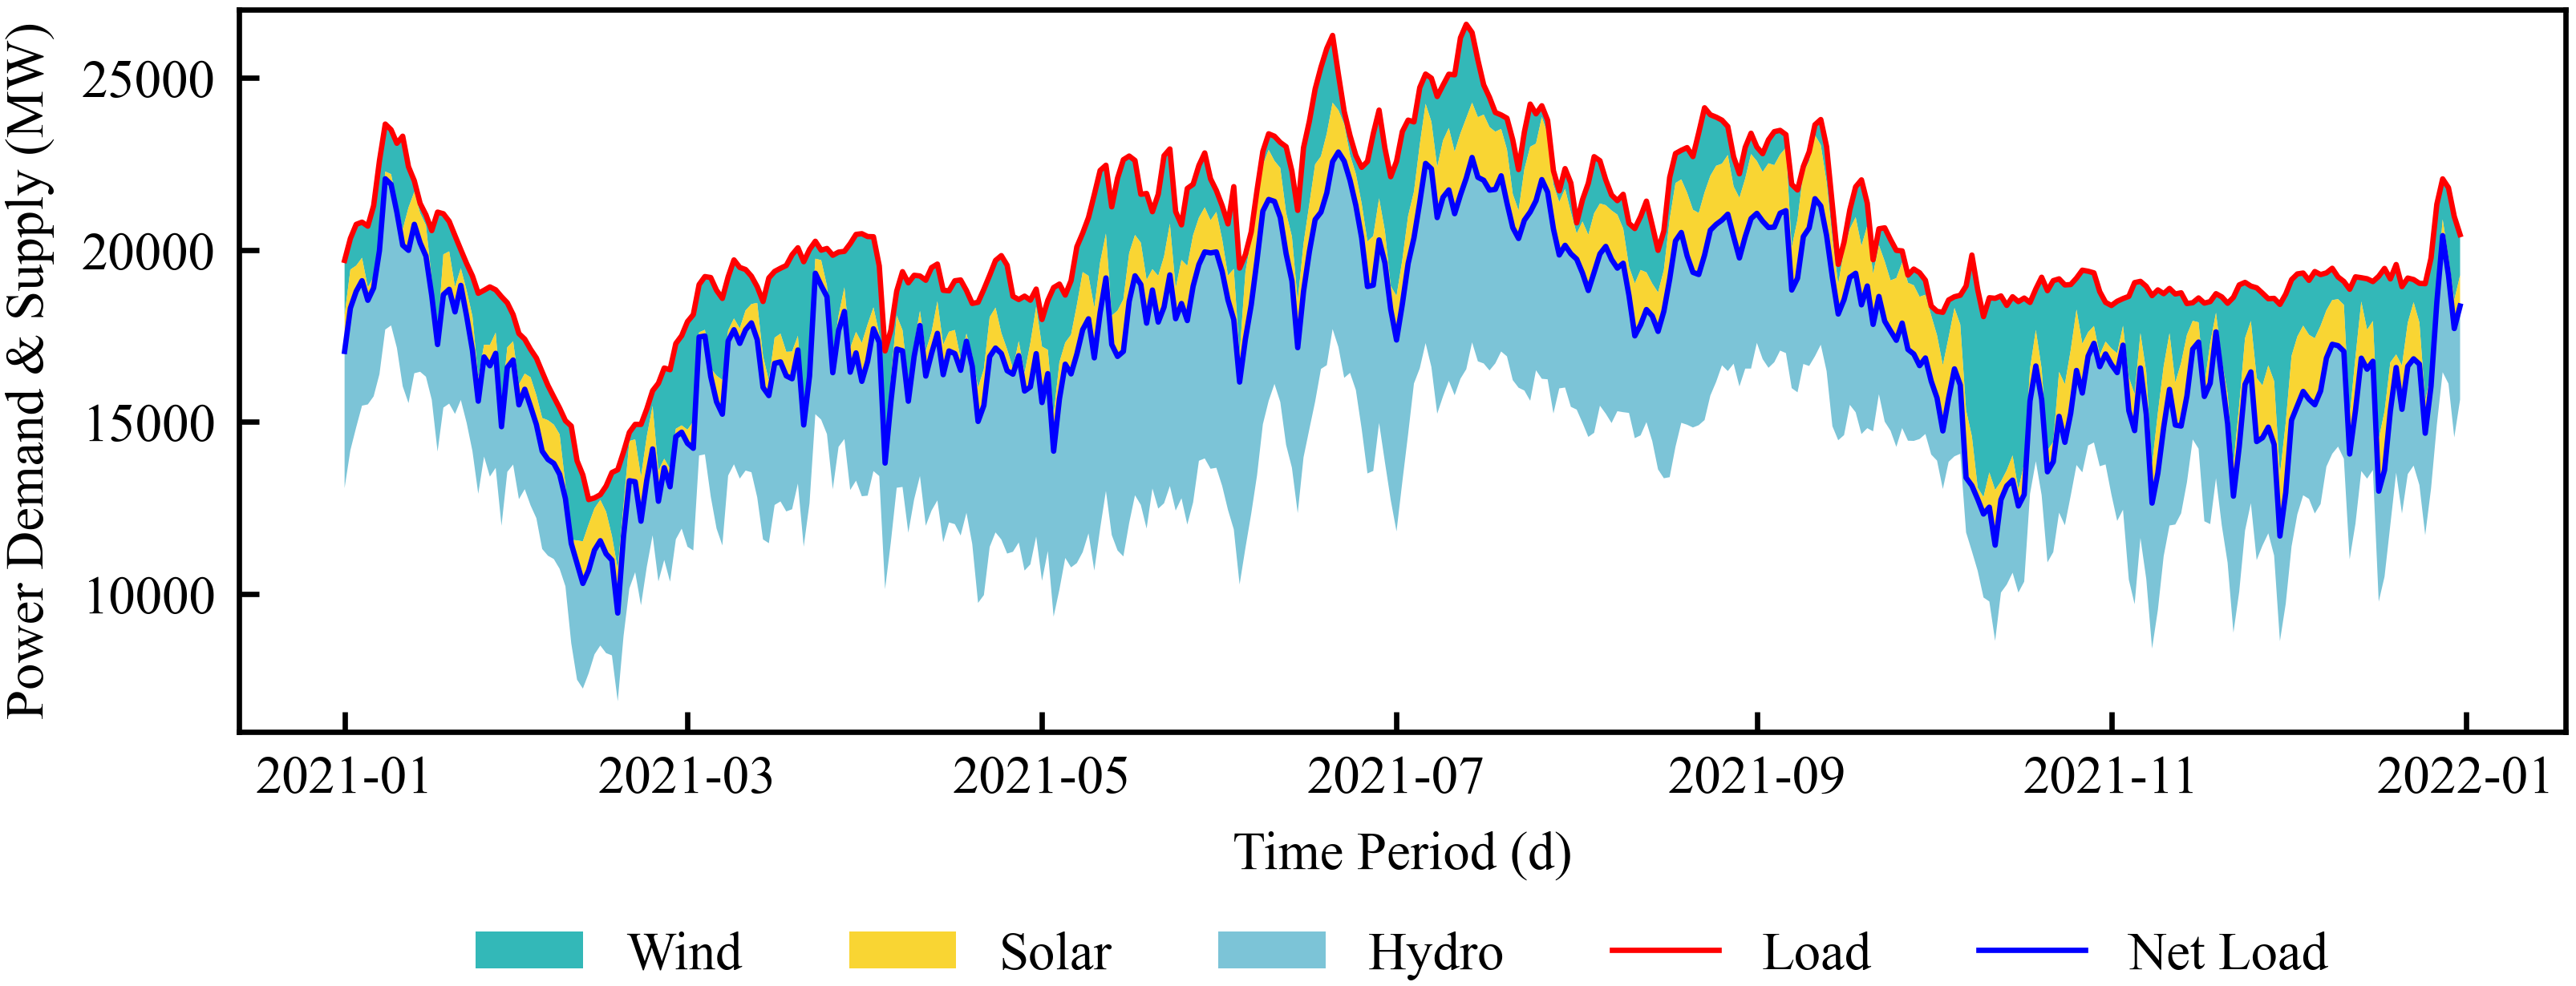 Power Demand & Supply (MW)
25000
20000
15000
10000
2021-01 2021-03 2021-05 2021-07 2021-09 2021-11 2022-01
Time Period (d)
Wind Solar Hydro Load Net Load